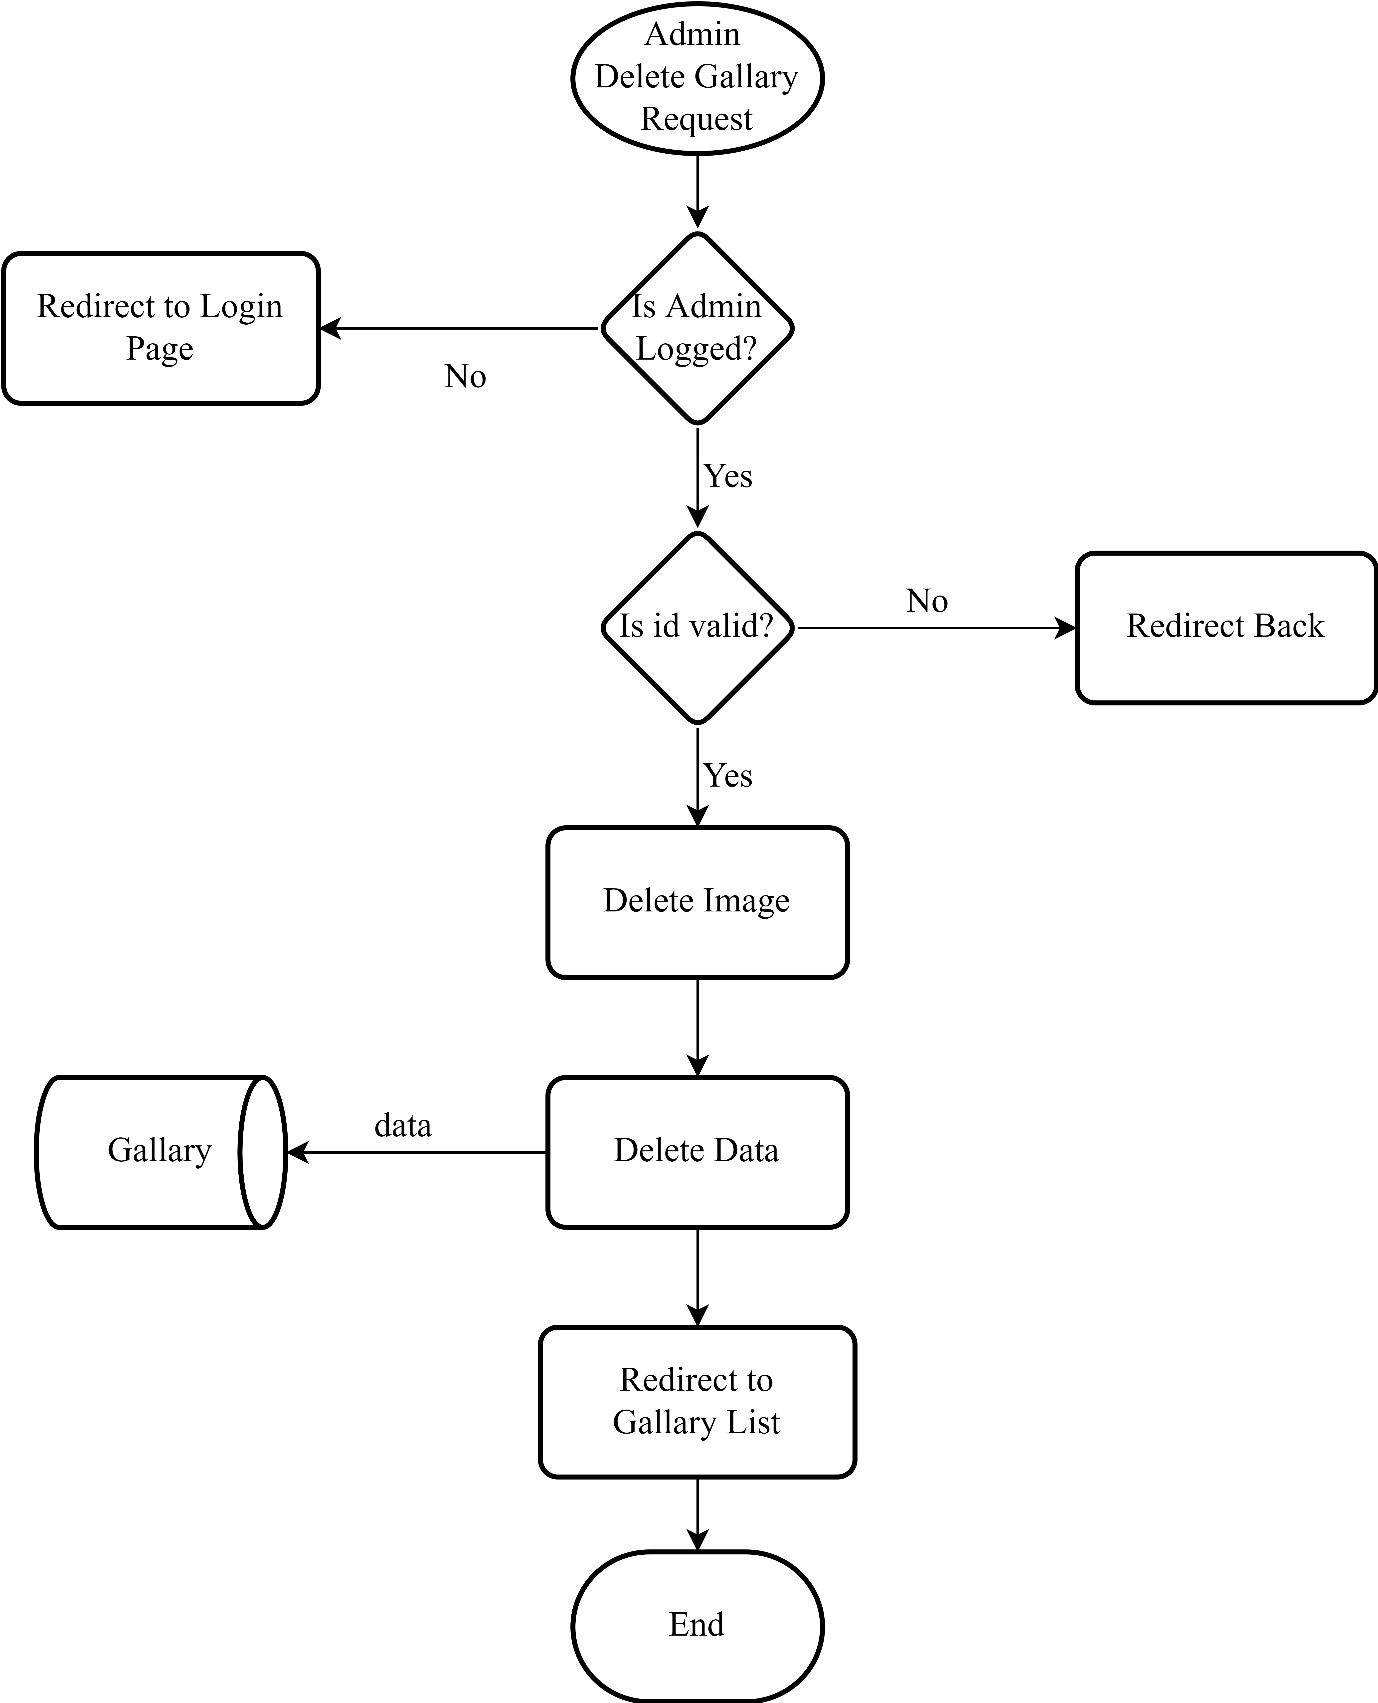 Admin
Delete Gallary
Request
Is Admin
Logged?
Redirect to Login
Page
No
Yes
Is id valid?
No
Redirect Back
Yes
Delete Image
Delete Data
data
Gallary
Redirect to
Gallary List
End